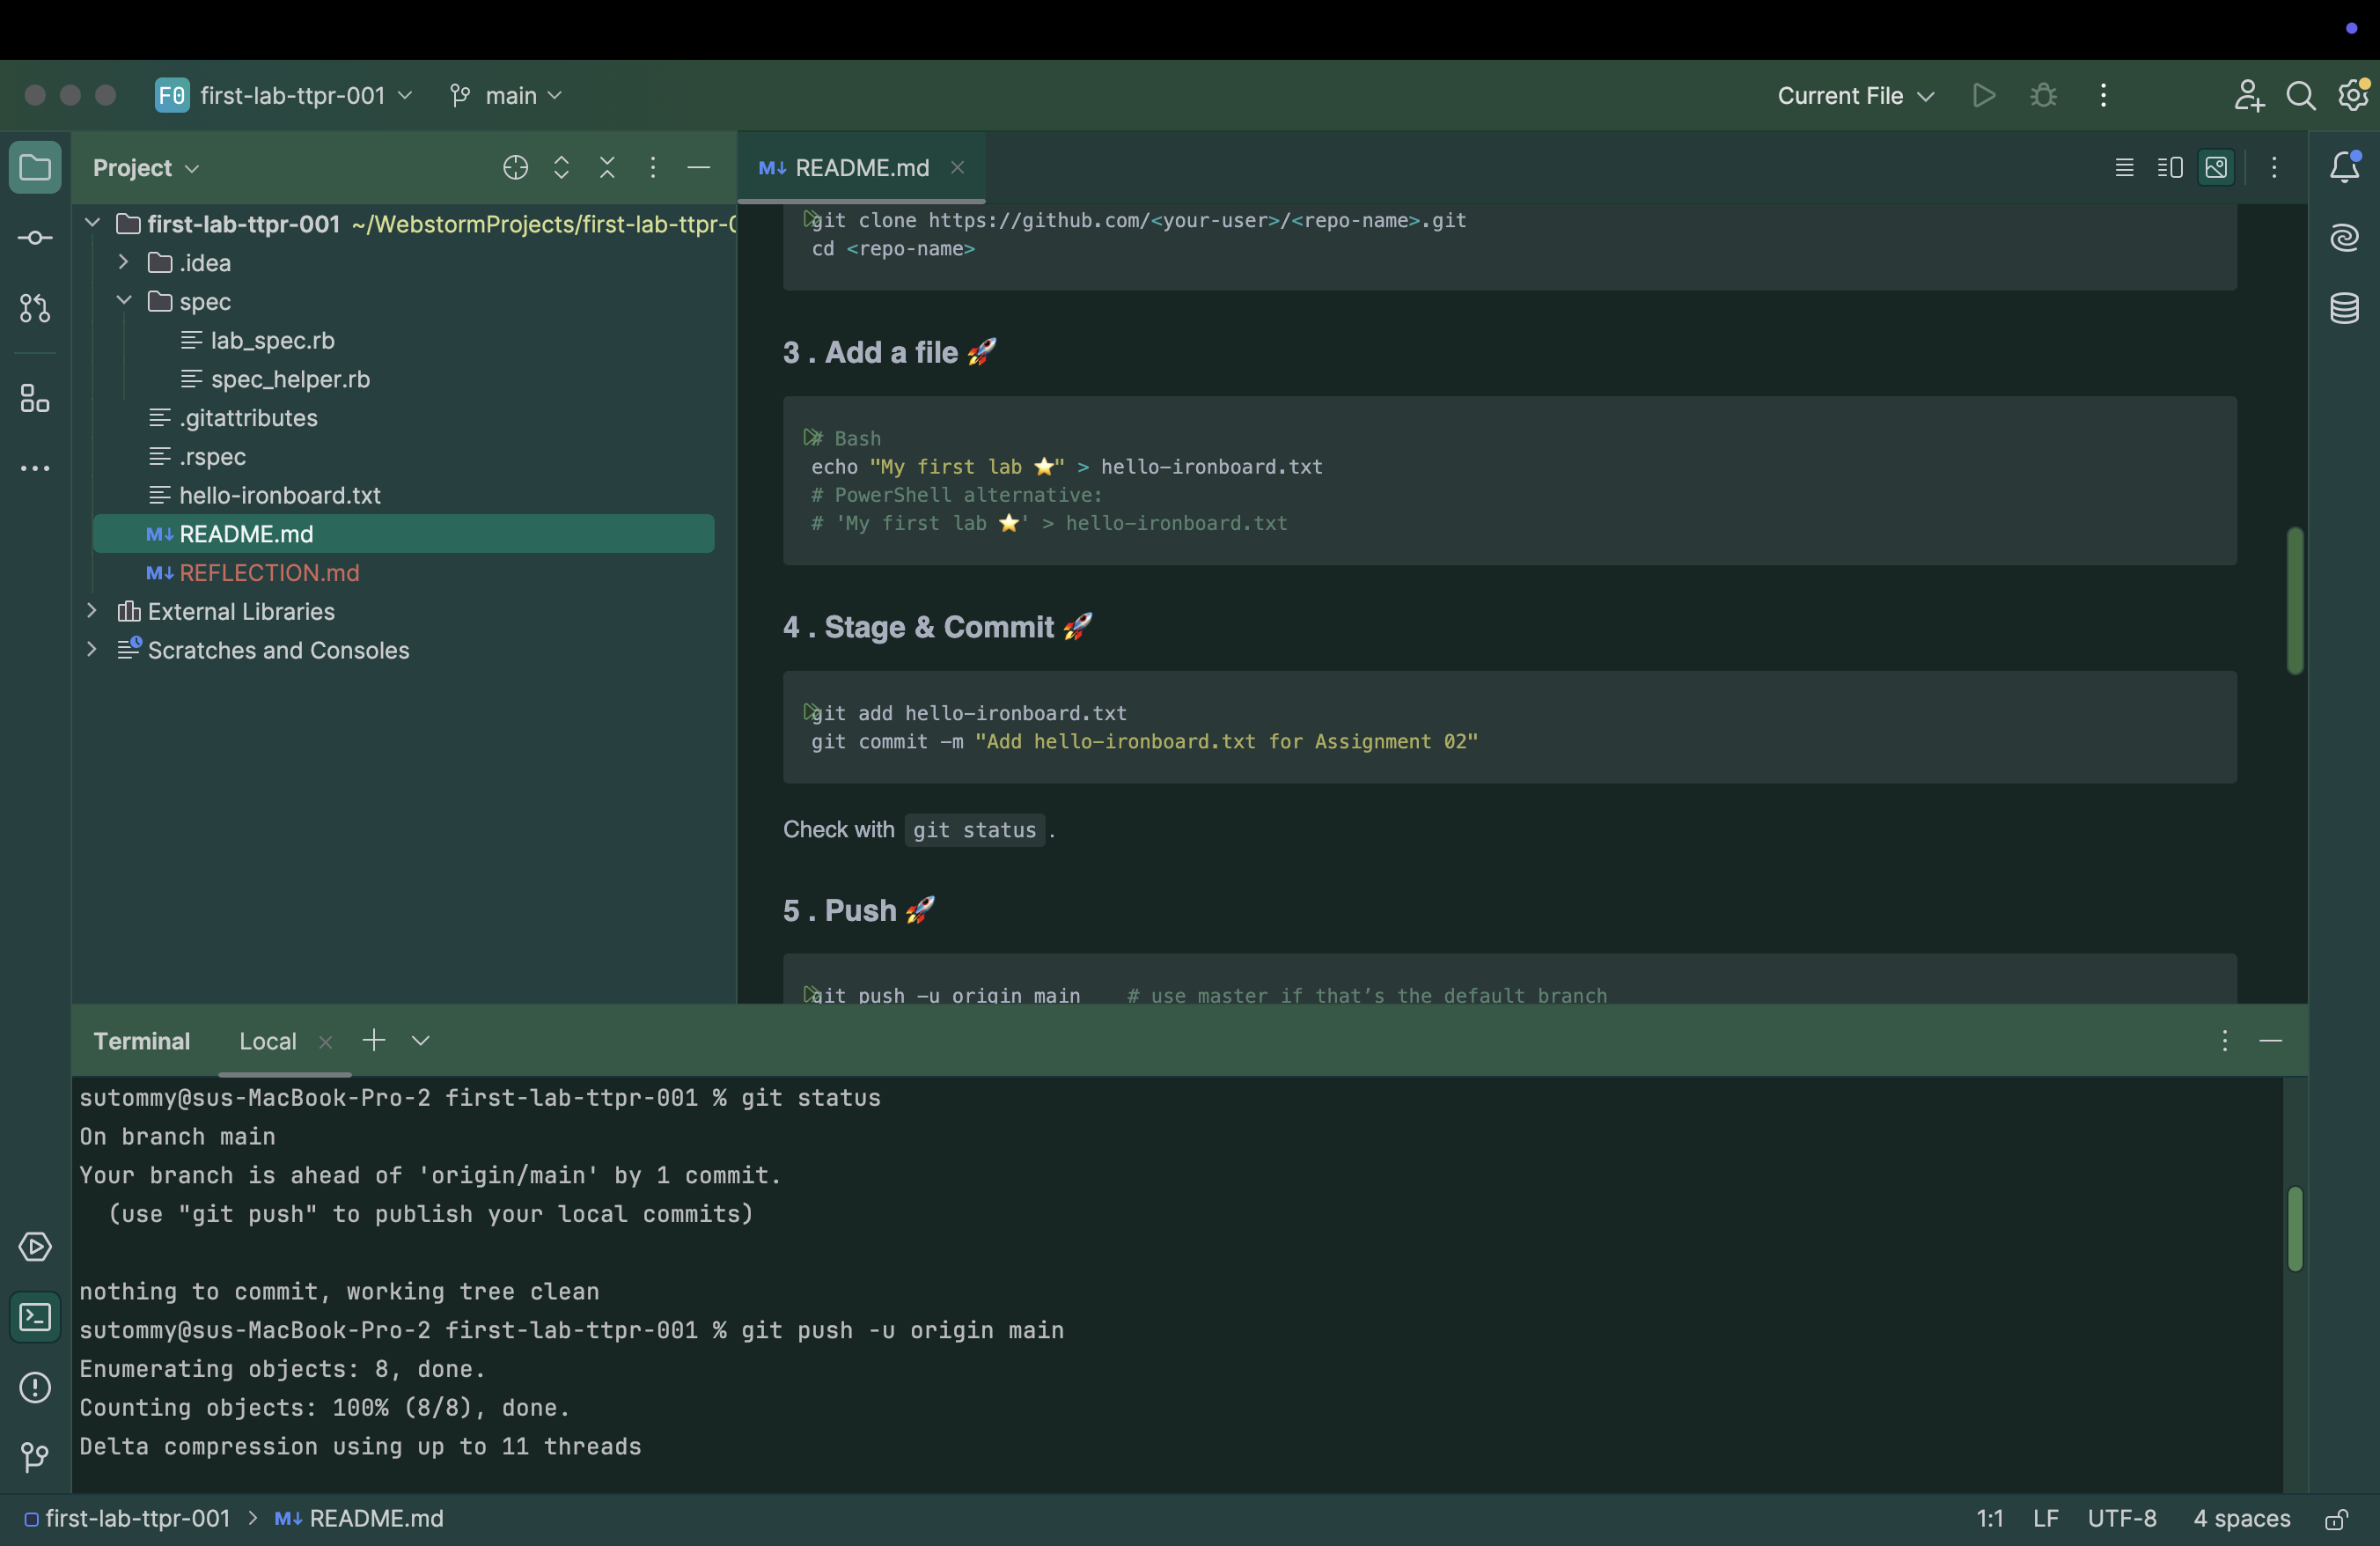 F0 first-lab-ttpr-001 main Current File
Project
README.md
first-lab-ttpr-001 ~/WebstormProjects/first-lab-ttpr-0
.idea
spec
lab_spec.rb
spec_helper.rb
.gitattributes
.rspec
hello-ironboard.txt
M↓ README.md
M↓ REFLECTION.md
External Libraries
Scratches and Consoles
M↓ README.md
git clone https://github.com/<your-user>/<repo-name>.git
cd <repo-name>
3 . Add a file 🚀
# Bash
echo "My first lab ⭐" > hello-ironboard.txt
# PowerShell alternative:
# 'My first lab ⭐' > hello-ironboard.txt
4 . Stage & Commit 🚀
git add hello-ironboard.txt
git commit -m "Add hello-ironboard.txt for Assignment 02"
Check with git status .
5 . Push 🚀
git push -u origin main    # use master if that’s the default branch
Terminal Local
sutommy@sus-MacBook-Pro-2 first-lab-ttpr-001 % git status
On branch main
Your branch is ahead of 'origin/main' by 1 commit.
  (use "git push" to publish your local commits)
nothing to commit, working tree clean
sutommy@sus-MacBook-Pro-2 first-lab-ttpr-001 % git push -u origin main
Enumerating objects: 8, done.
Counting objects: 100% (8/8), done.
Delta compression using up to 11 threads
first-lab-ttpr-001 > M↓ README.md 1:1 LF UTF-8 4 spaces